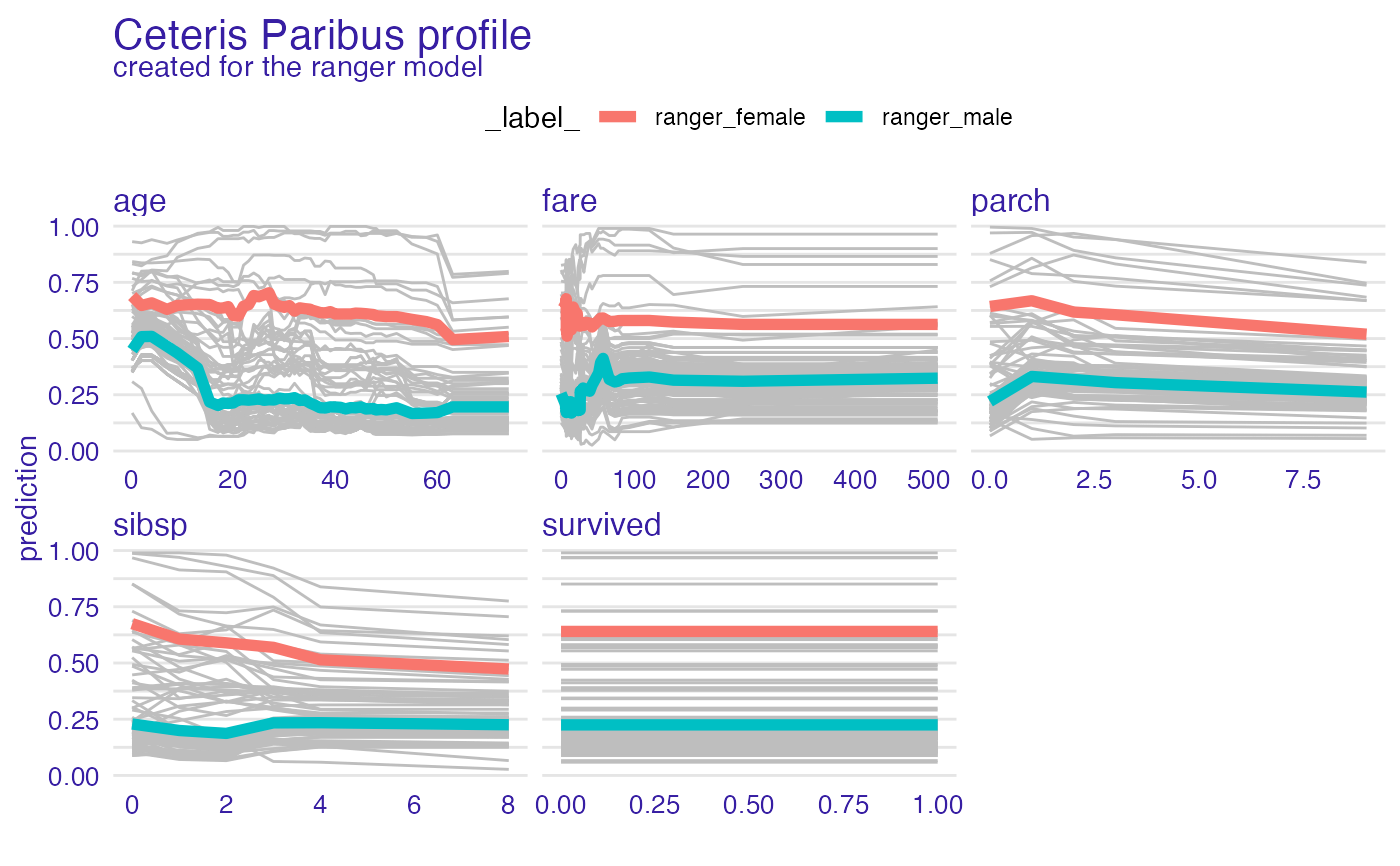 Ceteris Paribus profile
created for the ranger model
_label_ ranger_female ranger_male
age fare parch
1.00
0.75
0.50
0.25
0.00
0 20 40 60 0 100 200 300 400 500 0.0 2.5 5.0 7.5
prediction
sibsp survived
1.00
0.75
0.50
0.25
0.00
0 2 4 6 8 0.00 0.25 0.50 0.75 1.00